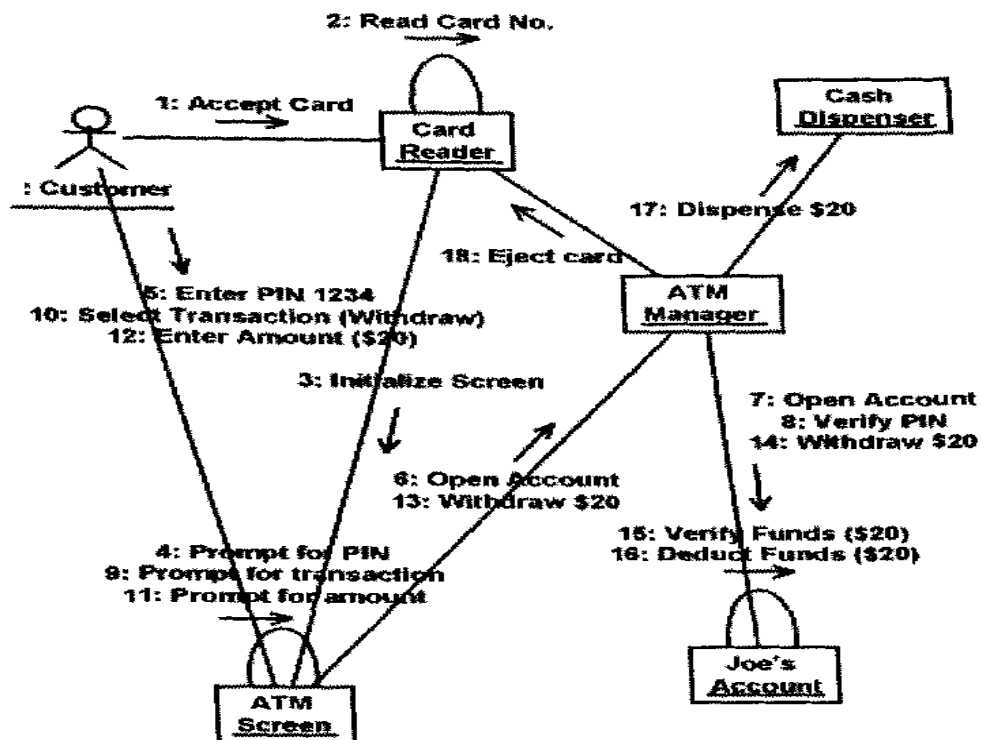 2: Read Card No.
1: Accept Card
Card
Reader
Cash
Dispenser
: Customer
17: Dispense $20
18: Eject card
ATM
Manager
5: Enter PIN 1234
10: Select Transaction (Withdraw)
12: Enter Amount ($20)
3: Initialize Screen
7: Open Account
8: Verify PIN
14: Withdraw $20
6: Open Account
13: Withdraw $20
15: Verify Funds ($20)
16: Deduct Funds ($20)
4: Prompt for PIN
9: Prompt for transaction
11: Prompt for amount
Joe's
Account
ATM
Screen